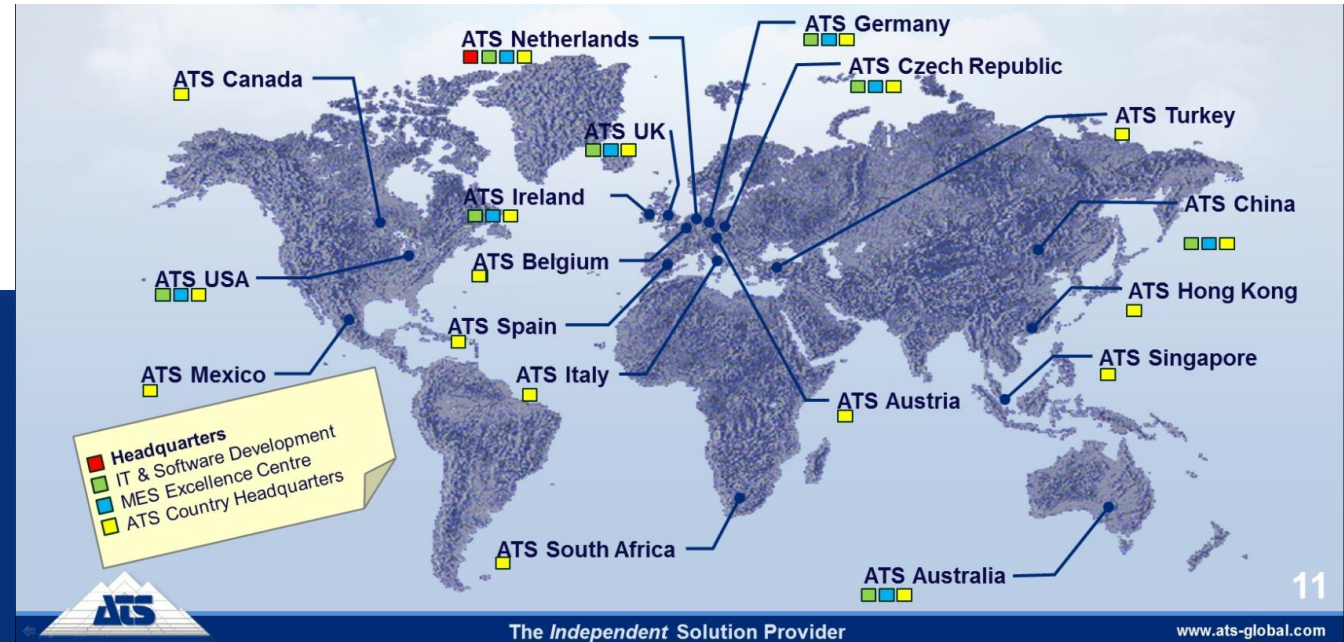 ATS Germany
ATS Netherlands
ATS Czech Republic
ATS Canada
ATS Turkey
ATS UK
ATS Ireland
ATS China
ATS Belgium
ATS USA
ATS Hong Kong
ATS Spain
ATS Singapore
ATS Mexico
ATS Italy
ATS Austria
Headquarters
IT & Software Development
MES Excellence Centre
ATS Country Headquarters
ATS South Africa
ATS Australia
11
ATS
The Independent Solution Provider
www.ats-global.com